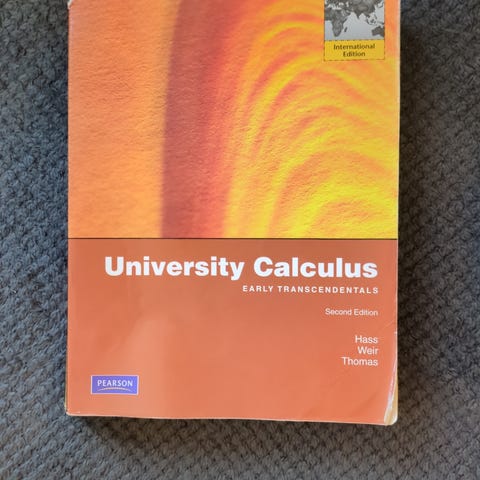 International
Edition
University Calculus
EARLY TRANSCENDENTALS
Second Edition
Hass
Weir
Thomas
PEARSON